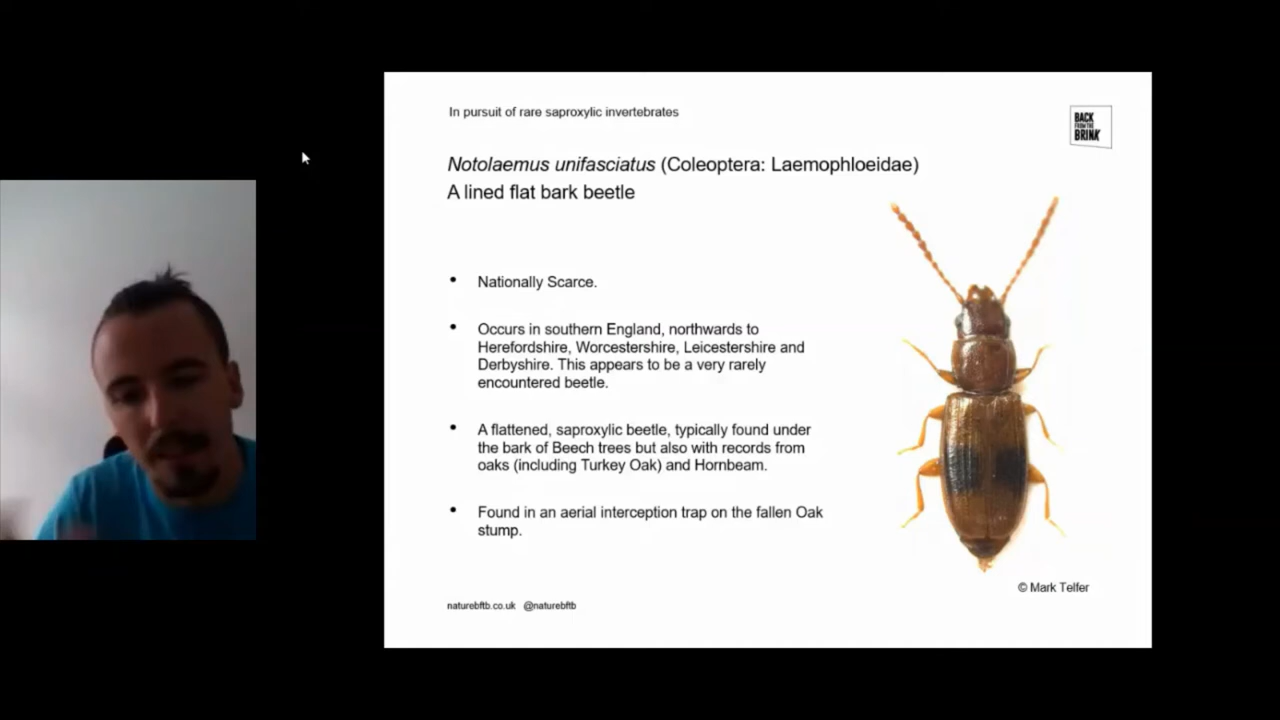 In pursuit of rare saproxylic invertebrates
BACK
FROM THE
BRINK
Notolaemus unifasciatus (Coleoptera: Laemophloeidae)
A lined flat bark beetle
• Nationally Scarce.
• Occurs in southern England, northwards to
Herefordshire, Worcestershire, Leicestershire and
Derbyshire. This appears to be a very rarely
encountered beetle.
• A flattened, saproxylic beetle, typically found under
the bark of Beech trees but also with records from
oaks (including Turkey Oak) and Hornbeam.
• Found in an aerial interception trap on the fallen Oak
stump.
© Mark Telfer
naturebftb.co.uk @naturebftb